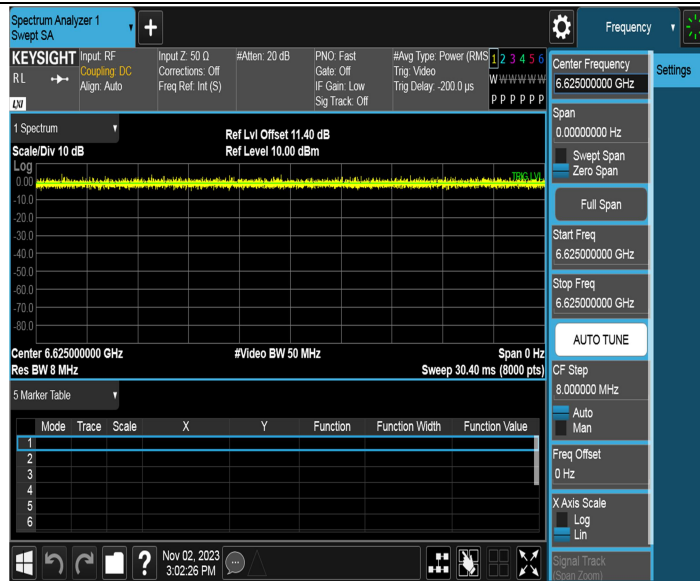 Spectrum Analyzer 1
Swept SA
+
Frequency
KEYSIGHT
RL
LXI
Input: RF
Coupling: DC
Align: Auto
Input Z: 50 Ω
Corrections: Off
Freq Ref: Int (S)
#Atten: 20 dB
PNO: Fast
Gate: Off
IF Gain: Low
Sig Track: Off
#Avg Type: Power (RMS
Trig: Video
Trig Delay: -200.0 µs
1 2 3 4 5 6
W W W W W W
P P P P P P
Center Frequency
6.625000000 GHz
Settings
Span
0.00000000 Hz
Swept Span
Zero Span
Full Span
Start Freq
6.625000000 GHz
Stop Freq
6.625000000 GHz
AUTO TUNE
CF Step
8.000000 MHz
Auto
Man
Freq Offset
0 Hz
X Axis Scale
Log
Lin
Signal Track
(Span Zoom)
1 Spectrum
Scale/Div 10 dB
Ref Lvl Offset 11.40 dB
Ref Level 10.00 dBm
Log
TRIG LVL
0.00
-10.0
-20.0
-30.0
-40.0
-50.0
-60.0
-70.0
-80.0
Center 6.625000000 GHz
#Video BW 50 MHz
Span 0 Hz
Res BW 8 MHz
Sweep 30.40 ms (8000 pts)
5 Marker Table
Mode Trace Scale X Y Function Function Width Function Value
1
2
3
4
5
6
?
Nov 02, 2023
3:02:26 PM